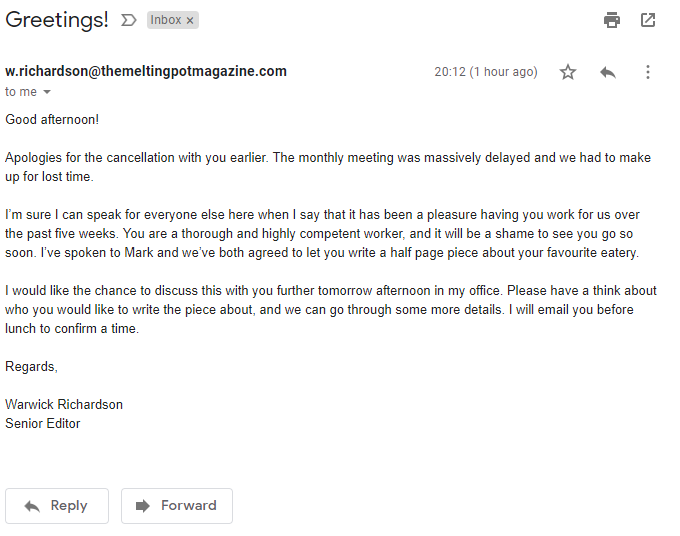 Greetings!
Inbox ×
w.richardson@themeltingpotmagazine.com
20:12 (1 hour ago)
to me
Good afternoon!
Apologies for the cancellation with you earlier. The monthly meeting was massively delayed and we had to make
up for lost time.
I’m sure I can speak for everyone else here when I say that it has been a pleasure having you work for us over
the past five weeks. You are a thorough and highly competent worker, and it will be a shame to see you go so
soon. I’ve spoken to Mark and we’ve both agreed to let you write a half page piece about your favourite eatery.
I would like the chance to discuss this with you further tomorrow afternoon in my office. Please have a think about
who you would like to write the piece about, and we can go through some more details. I will email you before
lunch to confirm a time.
Regards,
Warwick Richardson
Senior Editor
Reply
Forward